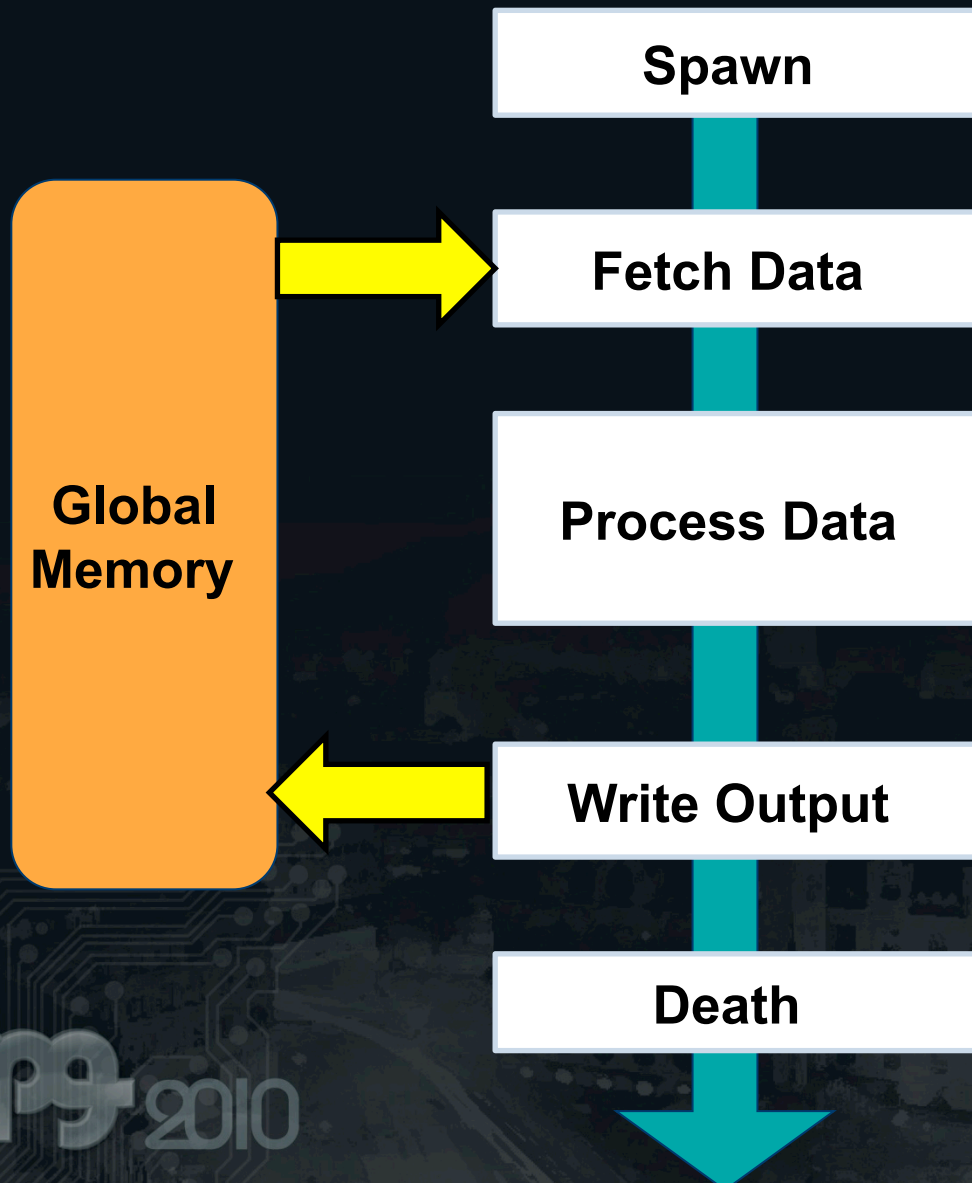 Spawn
Fetch Data
Global
Memory
Process Data
Write Output
Death
2010